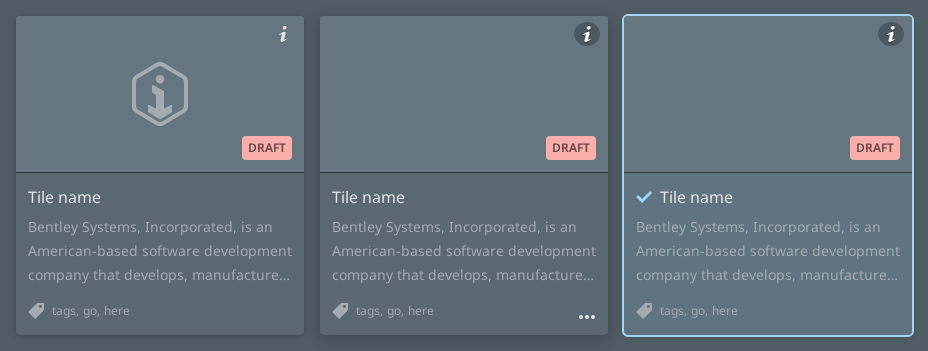 DRAFT
Tile name
Bentley Systems, Incorporated, is an
American-based software development
company that develops, manufacture...
tags, go, here
DRAFT
Tile name
Bentley Systems, Incorporated, is an
American-based software development
company that develops, manufacture...
tags, go, here
DRAFT
Tile name
Bentley Systems, Incorporated, is an
American-based software development
company that develops, manufacture...
tags, go, here